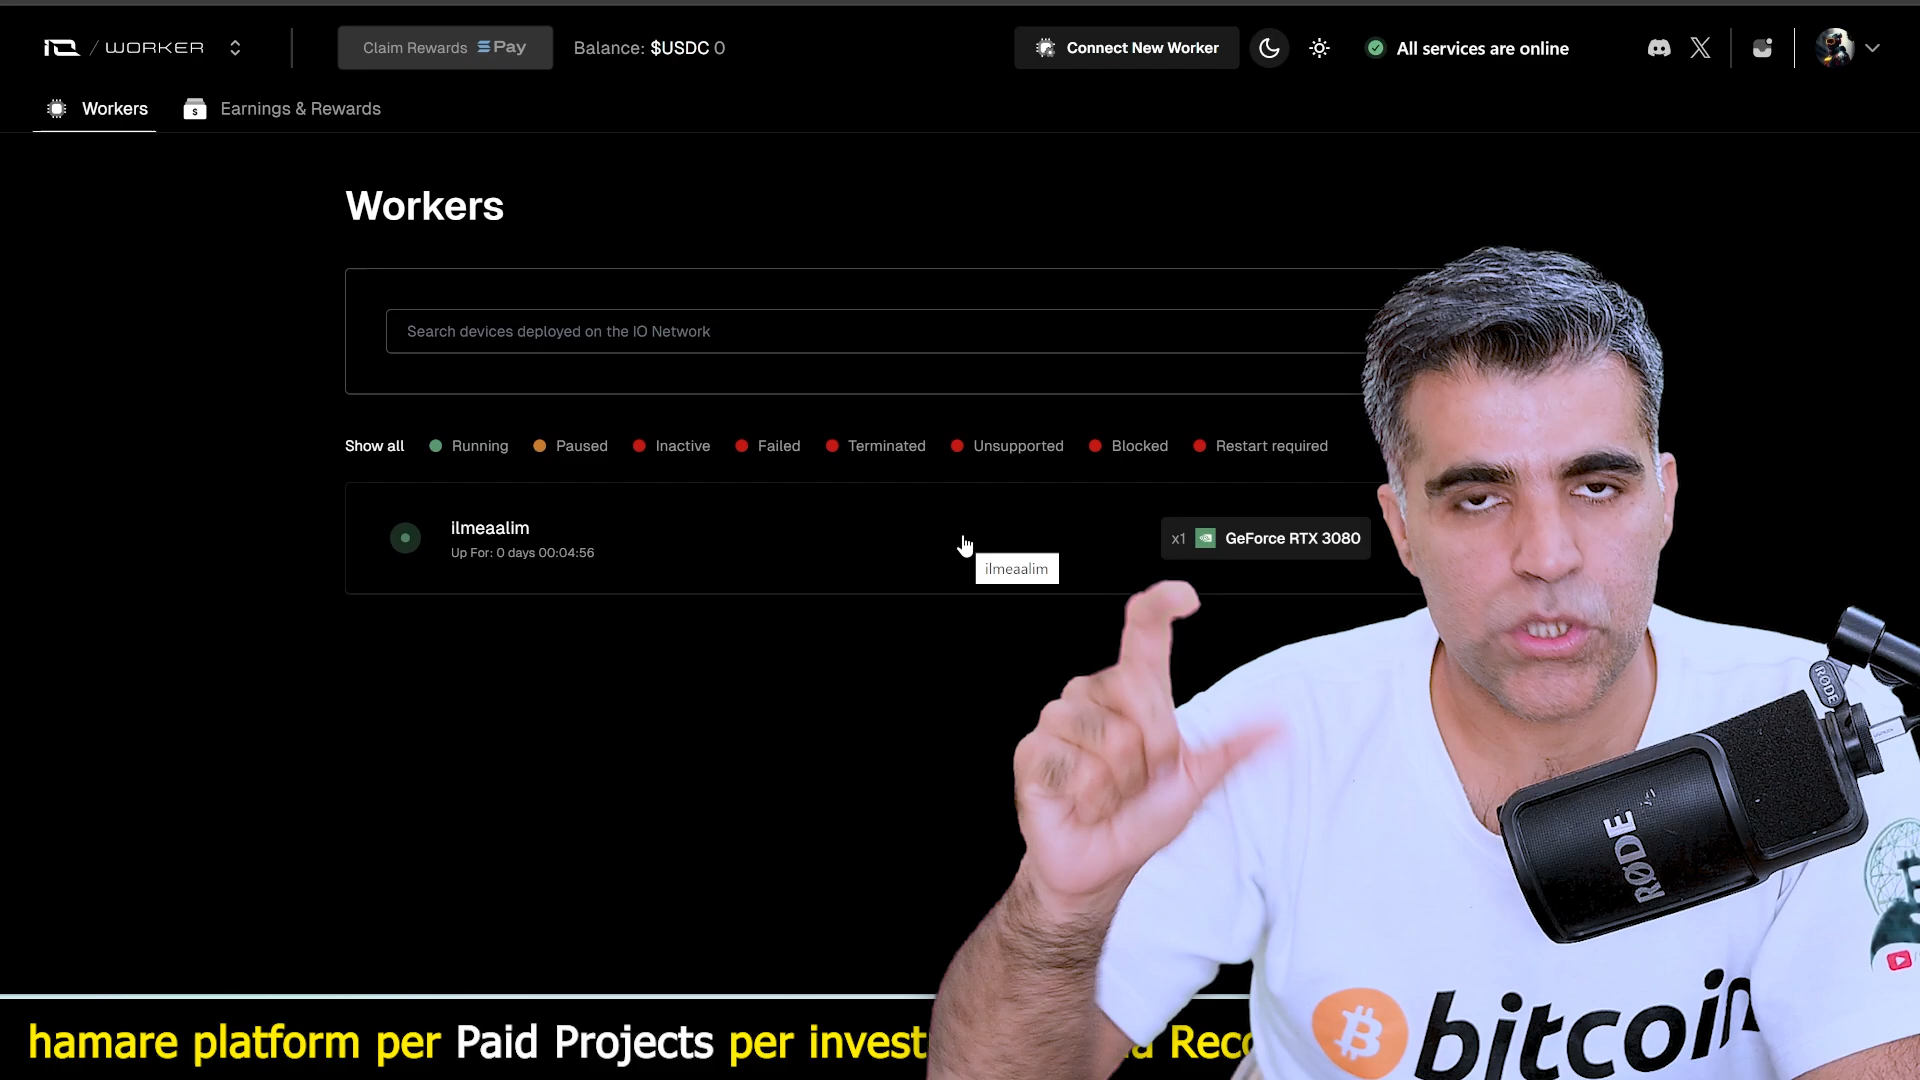 IO / WORKER
Claim Rewards Pay
Balance: $USDC 0
Connect New Worker
All services are online
Workers
Earnings & Rewards
Workers
Search devices deployed on the IO Network
Show all
Running
Paused
Inactive
Failed
Terminated
Unsupported
Blocked
Restart required
ilmeaalim
Up For: 0 days 00:04:56
x1 GeForce RTX 3080
ilmeaalim
RØDE
RØDE
bitcoin
hamare platform per Paid Projects per invest